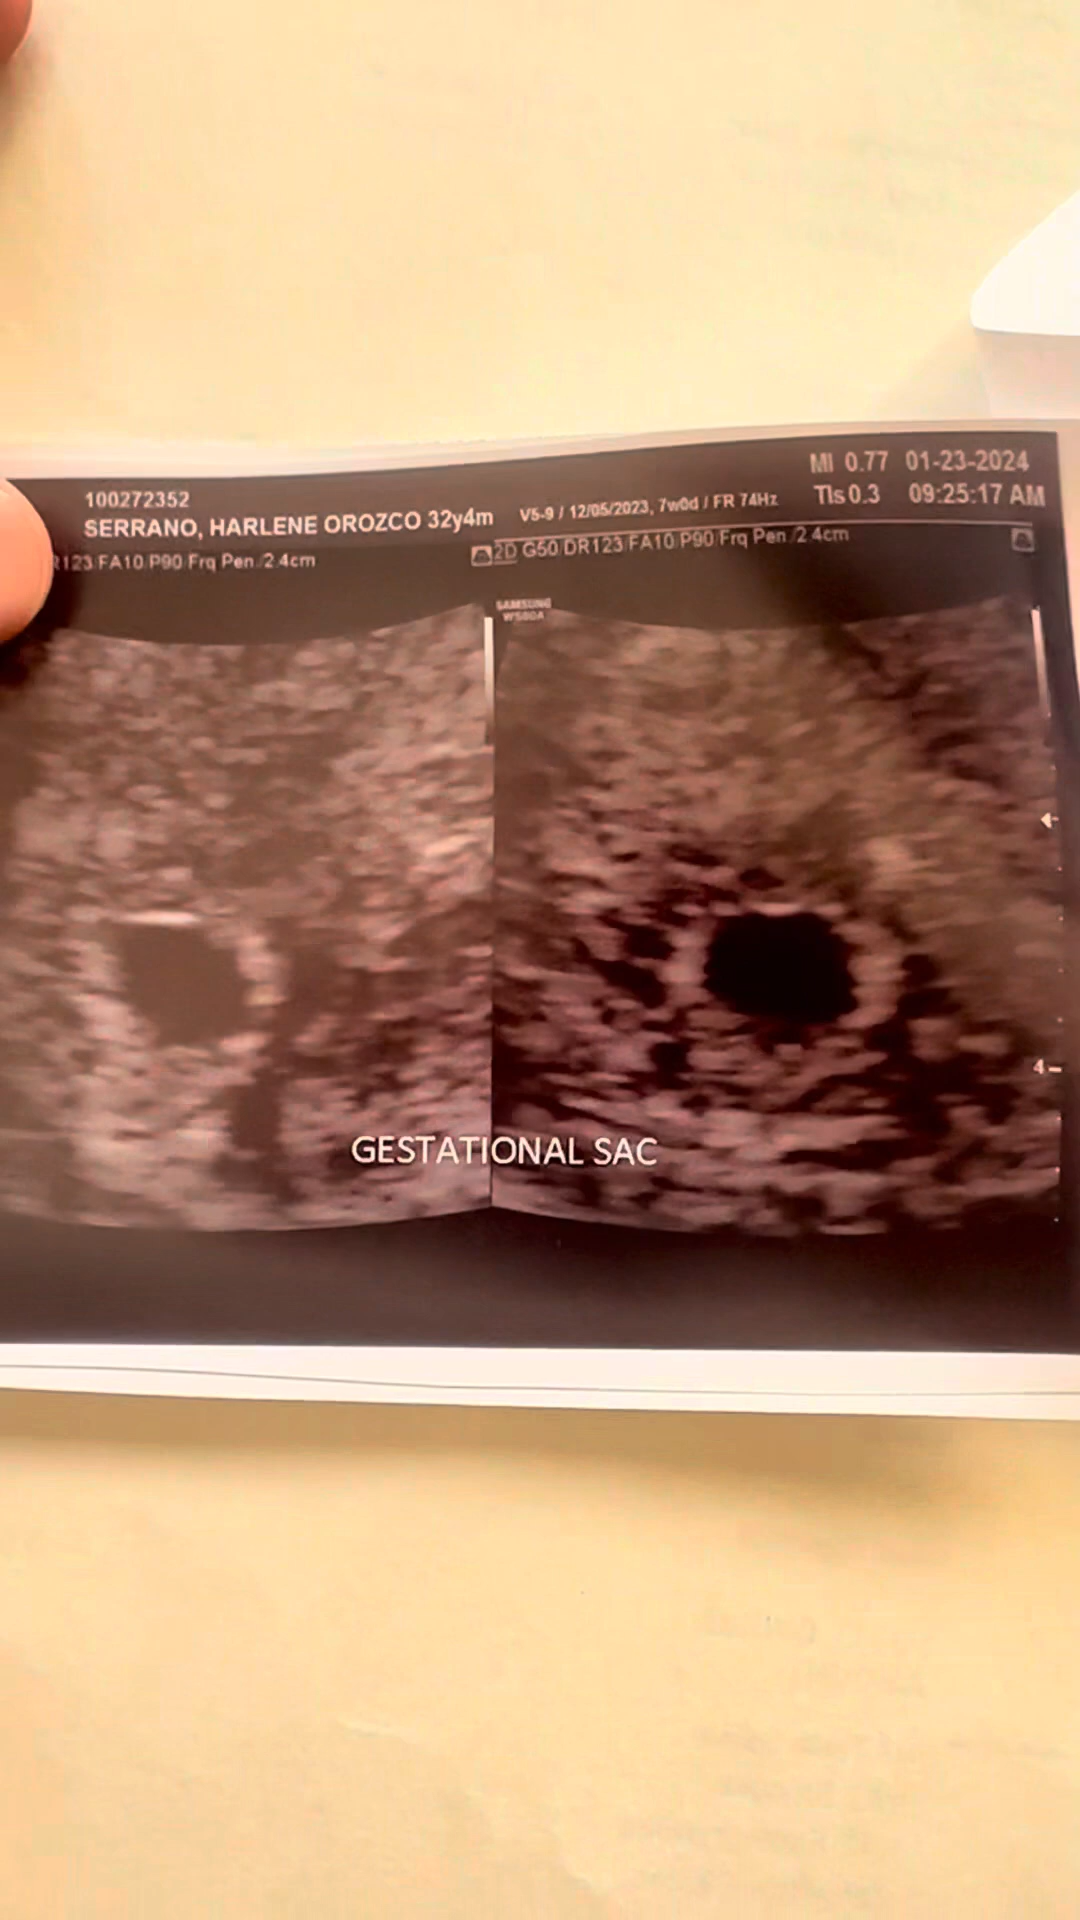 MI 0.77 01-23-2024
100272352
SERRANO, HARLENE OROZCO 32y4m V5-9 / 12/05/2023, 7w0d / FR 74Hz TIs 0.3 09:25:17 AM
R123/FA10/P90/Frq Pen./2.4cm 2D G50/DR123/FA10/P90/Frq Pen./2.4cm
SAMSUNG
WS80A
4
GESTATIONAL SAC